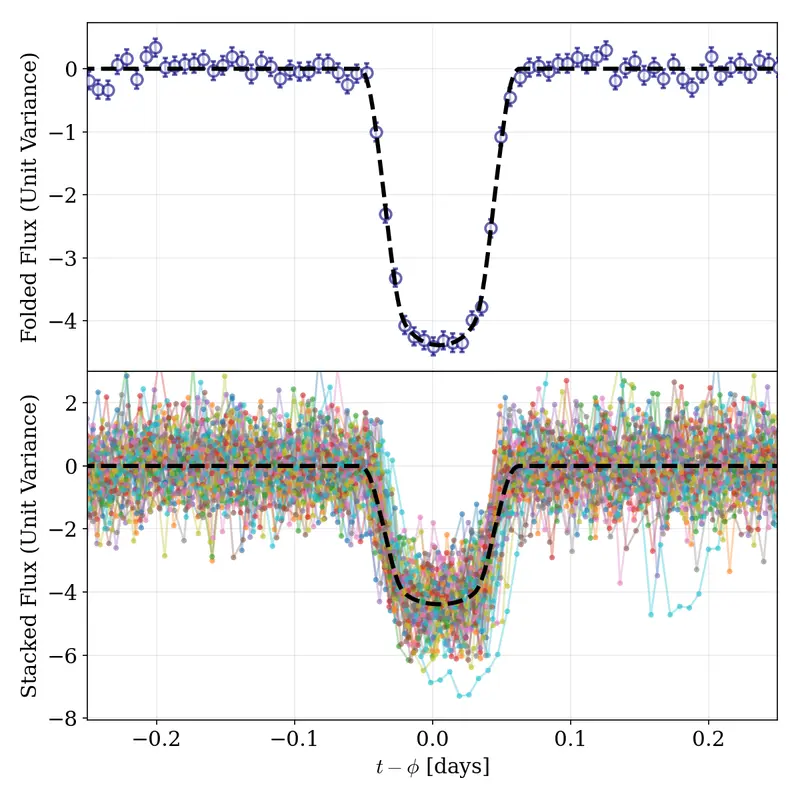 Folded Flux (Unit Variance)
0
−1
−2
−3
−4
Stacked Flux (Unit Variance)
2
0
−2
−4
−6
−8
−0.2 −0.1 0.0 0.1 0.2
t − ϕ [days]